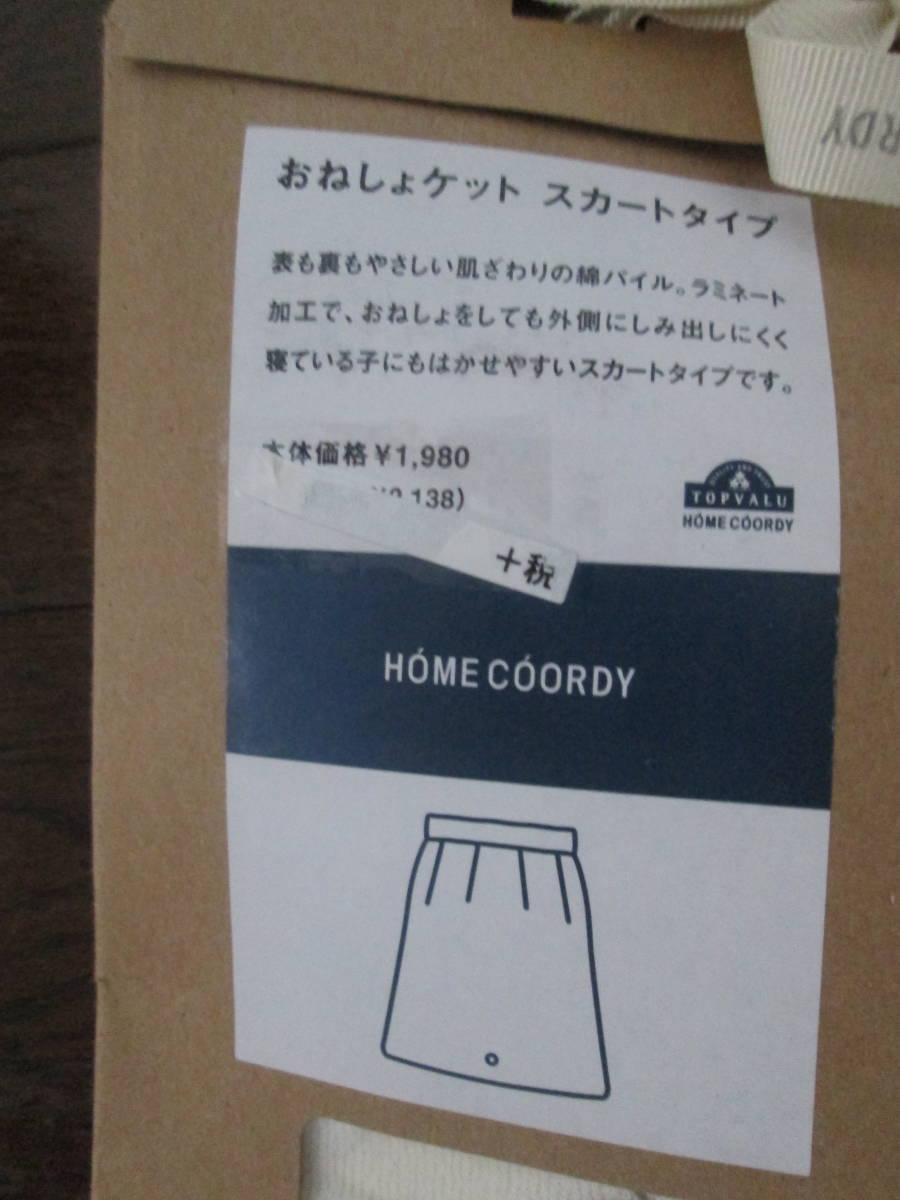 RDY
おねしょケット スカートタイプ
表も裏もやさしい肌ざわりの綿パイル。ラミネート
加工で、おねしょをしても外側にしみ出しにくく
寝ている子にもはかせやすいスカートタイプです。
本体価格¥1,980
138)
+税
TOPVALU
HÓME CÓORDY
HÓME CÓORDY